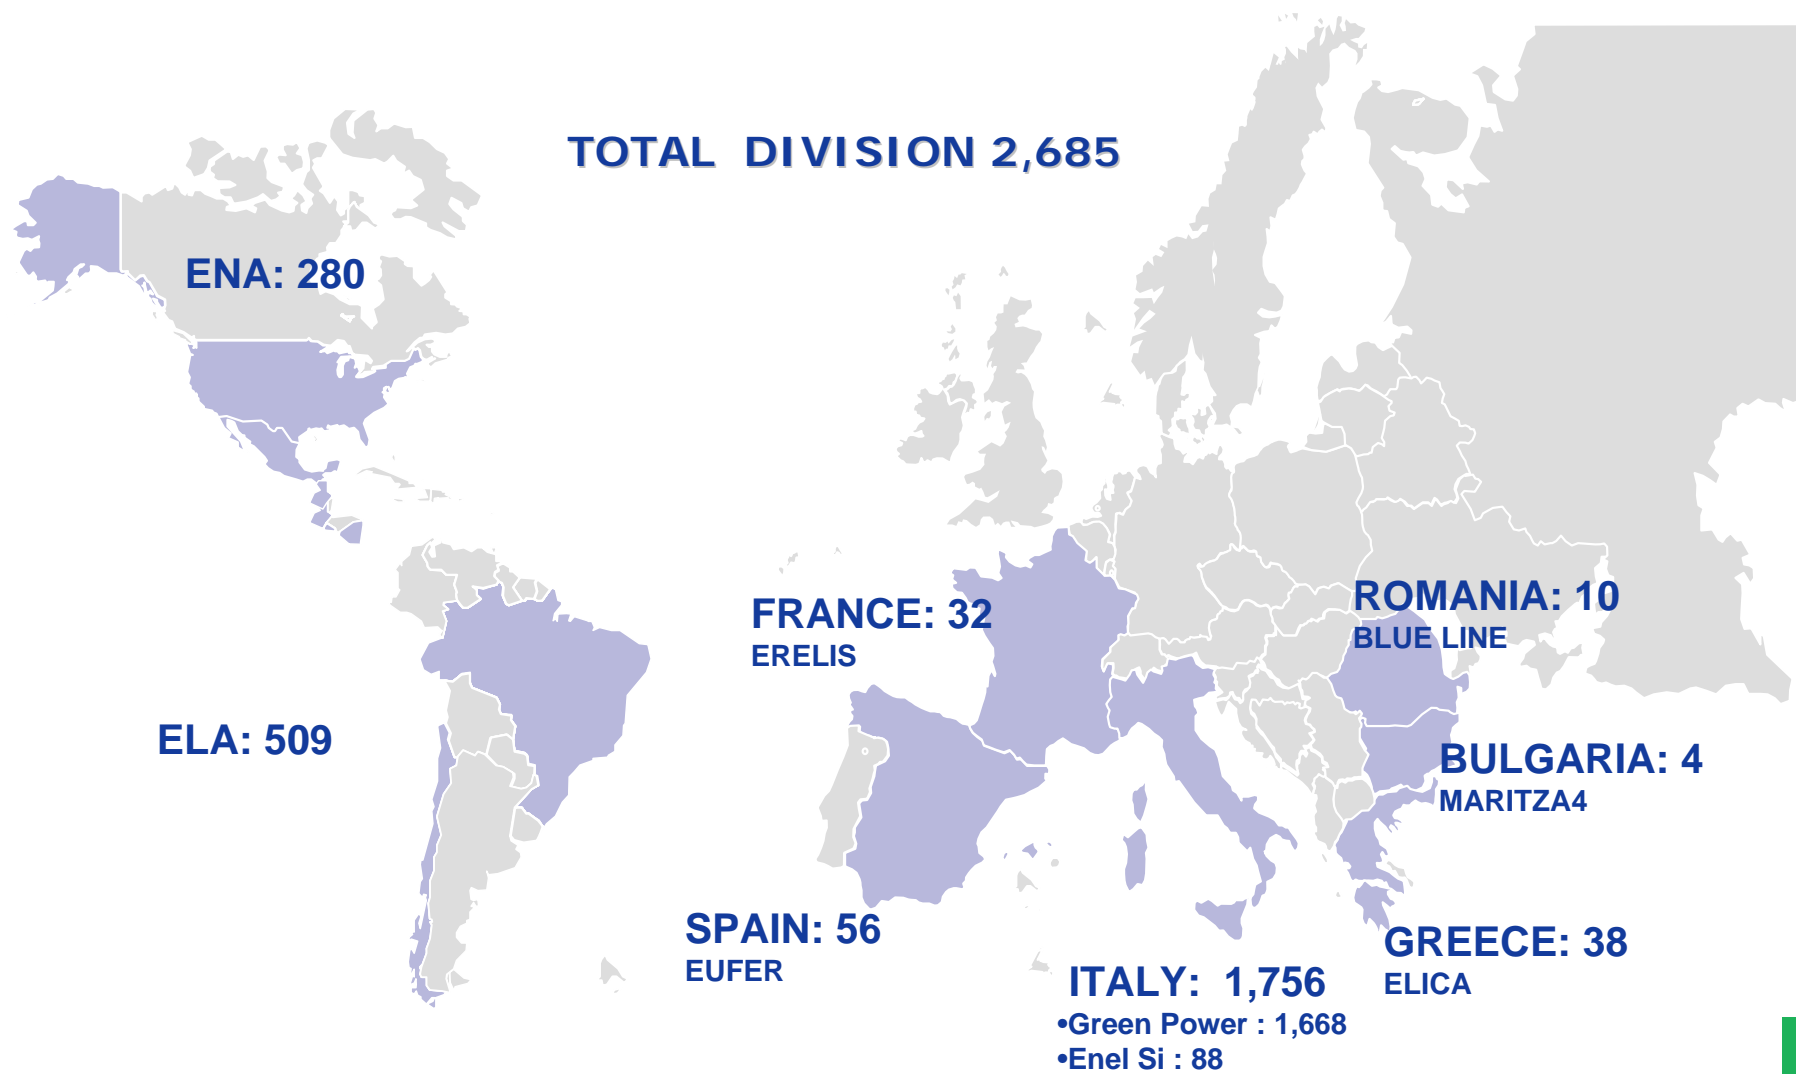 TOTAL DIVISION 2,685
ENA: 280
ROMANIA: 10
BLUE LINE
FRANCE: 32
ERELIS
ELA: 509
BULGARIA: 4
MARITZA4
SPAIN: 56
EUFER
GREECE: 38
ELICA
ITALY: 1,756
•Green Power : 1,668
•Enel Si : 88